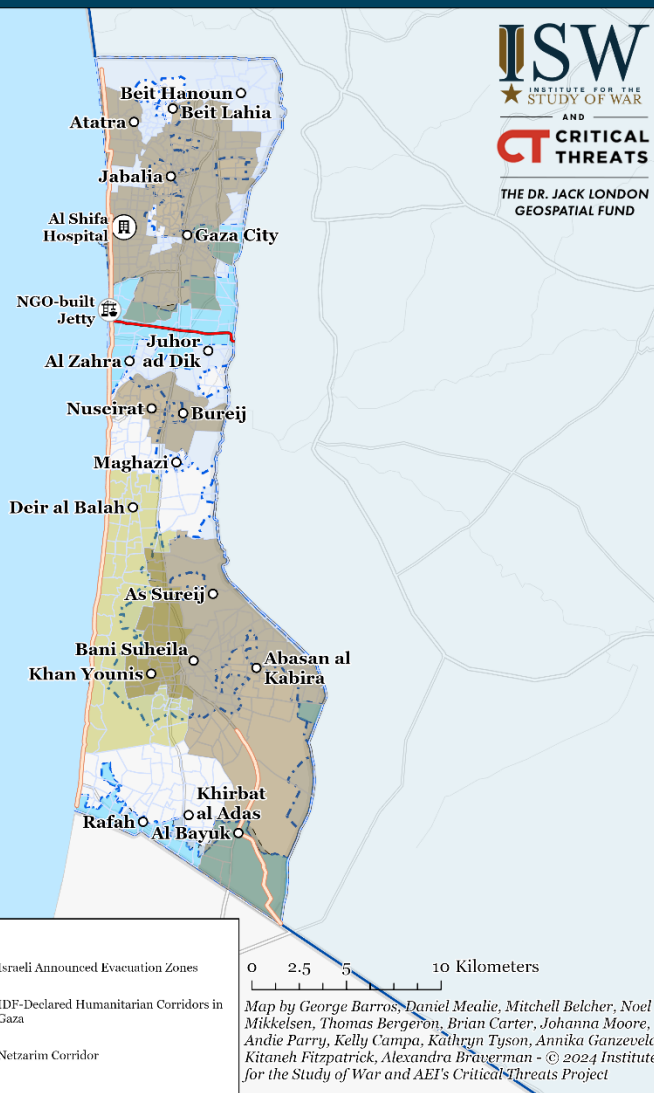 ISW
INSTITUTE FOR THE
STUDY OF WAR
AND
CT CRITICAL
THREATS
THE DR. JACK LONDON
GEOSPATIAL FUND
Beit Hanoun
Beit Lahia
Atatra
Jabalia
Al Shifa
Hospital
Gaza City
NGO-built
Jetty
Juhor
ad Dik
Al Zahra
Nuseirat
Bureij
Maghazi
Deir al Balah
As Sureij
Bani Suheila
Abasan al
Kabira
Khan Younis
Khirbat
al Adas
Rafah
Al Bayuk
Israeli Announced Evacuation Zones
IDF-Declared Humanitarian Corridors in
Gaza
Netzarim Corridor
0 2.5 5 10 Kilometers
Map by George Barros, Daniel Mealie, Mitchell Belcher, Noel
Mikkelsen, Thomas Bergeron, Brian Carter, Johanna Moore,
Andie Parry, Kelly Campa, Kathryn Tyson, Annika Ganzeveld,
Kitaneh Fitzpatrick, Alexandra Braverman - © 2024 Institute
for the Study of War and AEI's Critical Threats Project